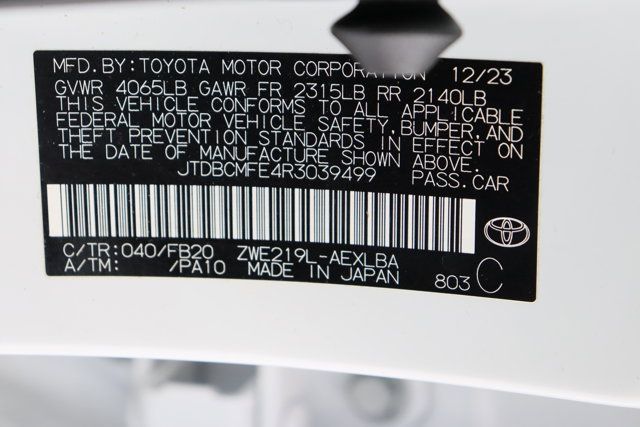 MFD. BY: TOYOTA MOTOR CORPORATION 12/23
GVWR 4065LB GAWR FR 2315LB RR 2140LB
THIS VEHICLE CONFORMS TO ALL APPLICABLE
FEDERAL MOTOR VEHICLE SAFETY, BUMPER, AND
THEFT PREVENTION STANDARDS IN EFFECT ON
THE DATE OF MANUFACTURE SHOWN ABOVE.
JTDBCMFE4R3039499 PASS. CAR
C/TR: 040/FB20 ZWE219L-AEXLBA
A/TM: /PA10 MADE IN JAPAN 803 C